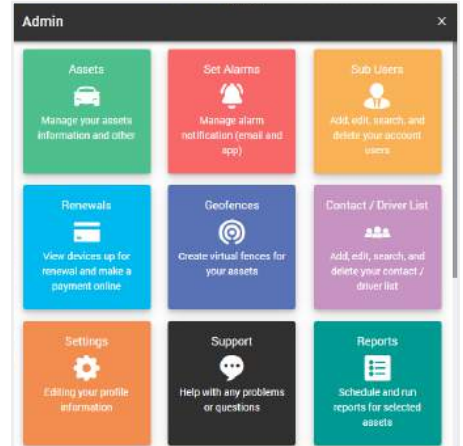 Admin
x
Assets
Manage your assets
information and other
Set Alarms
Manage alarm
notification (email and
app)
Sub Users
Add, edit, search, and
delete your account
users
Renewals
View devices up for
renewal and make a
payment online
Geofences
Create virtual fences for
your assets
Contact / Driver List
Add, edit, search, and
delete your contact /
driver list
Settings
Editing your profile
information
Support
Help with any problems
or questions
Reports
Schedule and run
reports for selected
assets